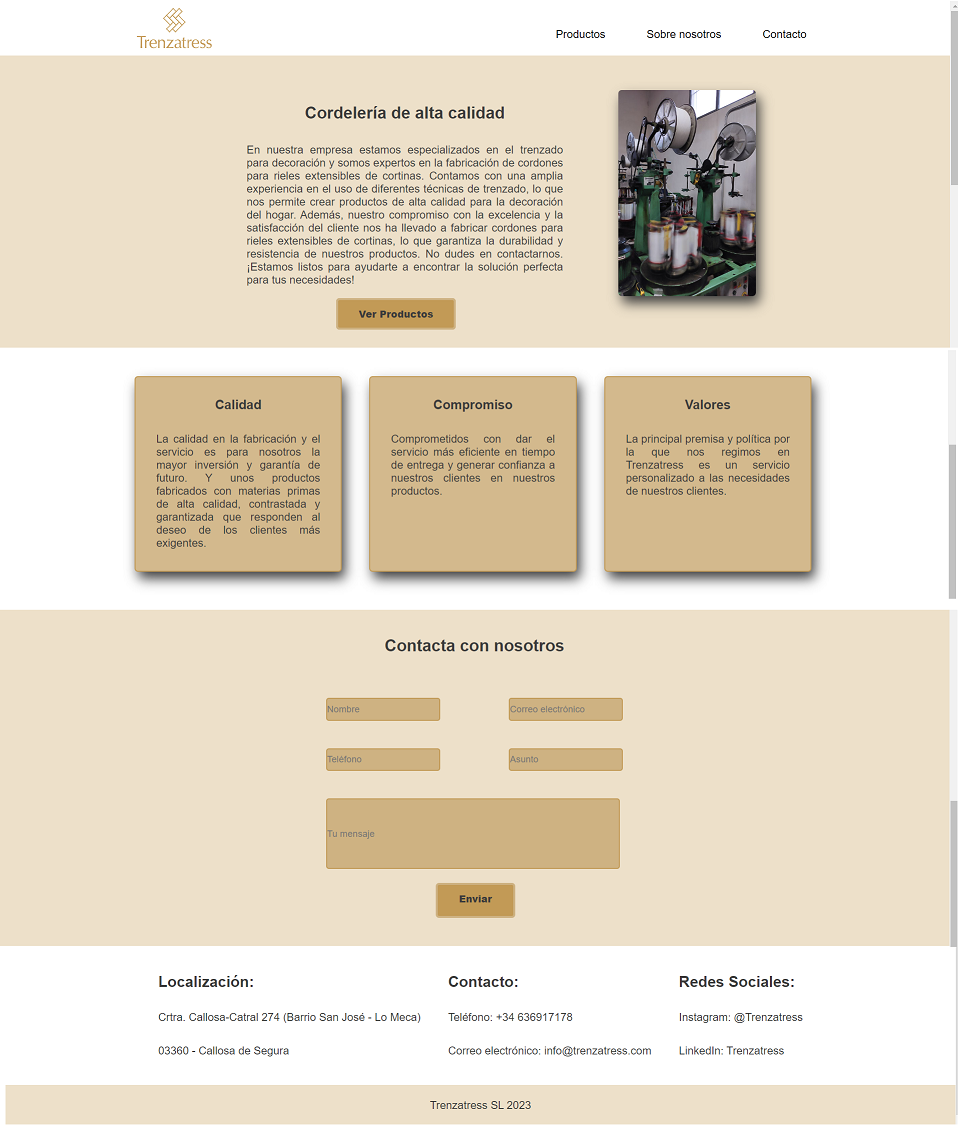 Trenzatress
Productos
Sobre nosotros
Contacto
Cordelería de alta calidad
En nuestra empresa estamos especializados en el trenzado
para decoración y somos expertos en la fabricación de cordones
para rieles extensibles de cortinas. Contamos con una amplia
experiencia en el uso de diferentes técnicas de trenzado, lo que
nos permite crear productos de alta calidad para la decoración
del hogar. Además, nuestro compromiso con la excelencia y la
satisfacción del cliente nos ha llevado a fabricar cordones para
rieles extensibles de cortinas, lo que garantiza la durabilidad y
resistencia de nuestros productos. No dudes en contactarnos.
¡Estamos listos para ayudarte a encontrar la solución perfecta
para tus necesidades!
Ver Productos
Calidad
La calidad en la fabricación y el
servicio es para nosotros la
mayor inversión y garantía de
futuro. Y unos productos
fabricados con materias primas
de alta calidad, contrastada y
garantizada que responden al
deseo de los clientes más
exigentes.
Compromiso
Comprometidos con dar el
servicio más eficiente en tiempo
de entrega y generar confianza a
nuestros clientes en nuestros
productos.
Valores
La principal premisa y política por
la que nos regimos en
Trenzatress es un servicio
personalizado a las necesidades
de nuestros clientes.
Contacta con nosotros
Nombre
Correo electrónico
Teléfono
Asunto
Tu mensaje
Enviar
Localización:
Crtra. Callosa-Catral 274 (Barrio San José - Lo Meca)
03360 - Callosa de Segura
Contacto:
Teléfono: +34 636917178
Correo electrónico: info@trenzatress.com
Redes Sociales:
Instagram: @Trenzatress
LinkedIn: Trenzatress
Trenzatress SL 2023